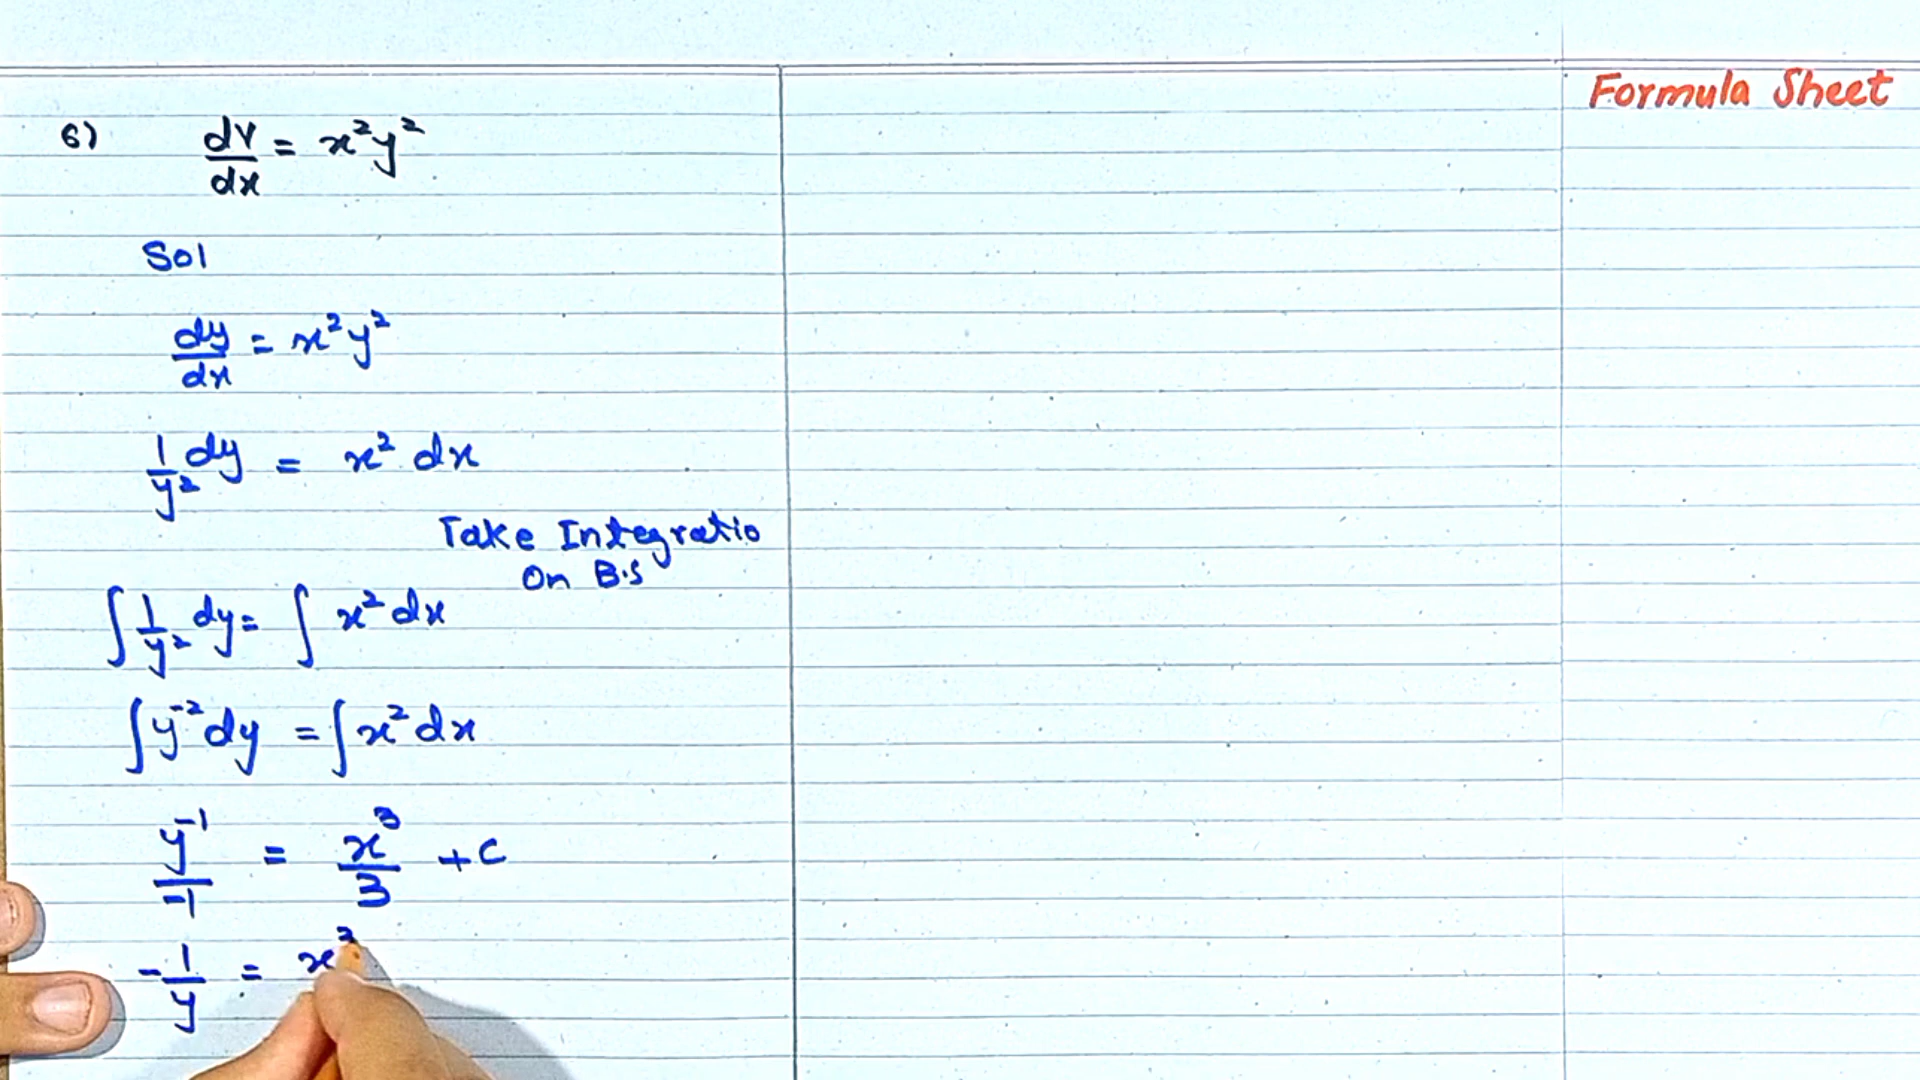 Formula Sheet
6) dy/dx = x²y²
Sol
dy/dx = x²y²
1/y² dy = x² dx
Take Integratio
On B.S
∫ 1/y² dy = ∫ x² dx
∫ y⁻² dy = ∫ x² dx
y⁻¹/-1 = x³/3 + c
-1/y = x